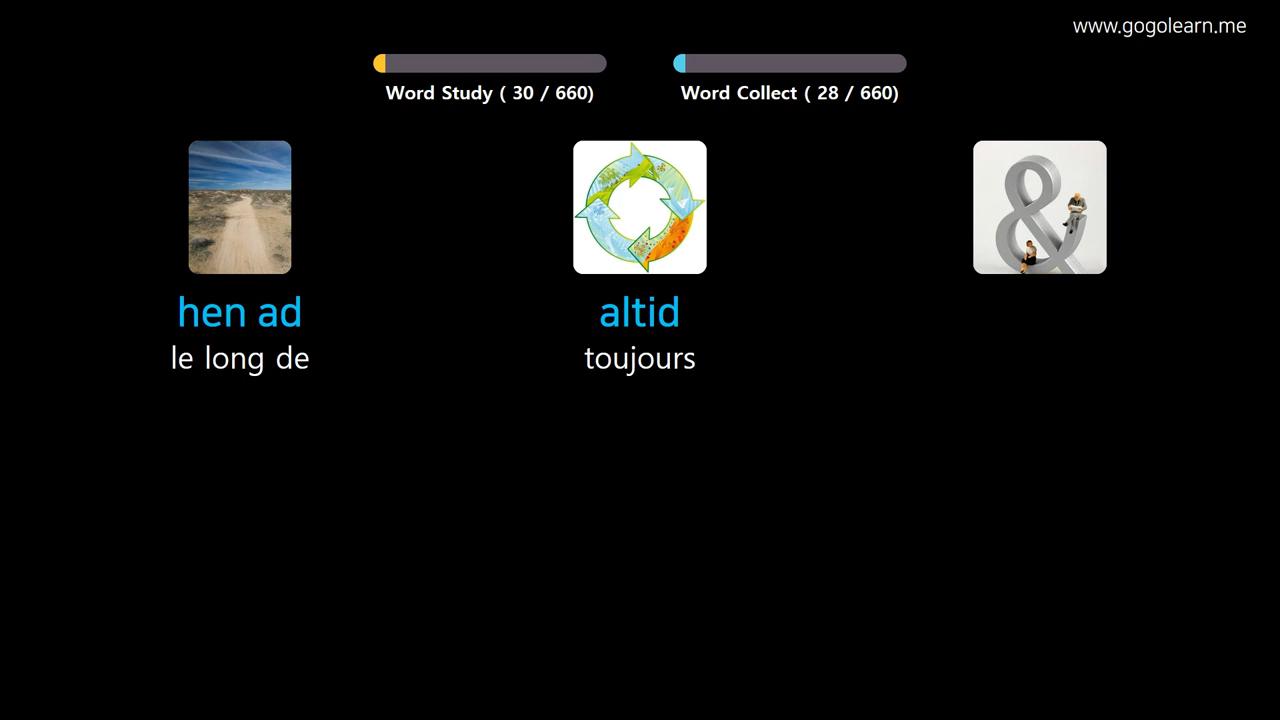 www.gogolearn.me
Word Study ( 30 / 660)
Word Collect ( 28 / 660)
&
hen ad
altid
le long de
toujours